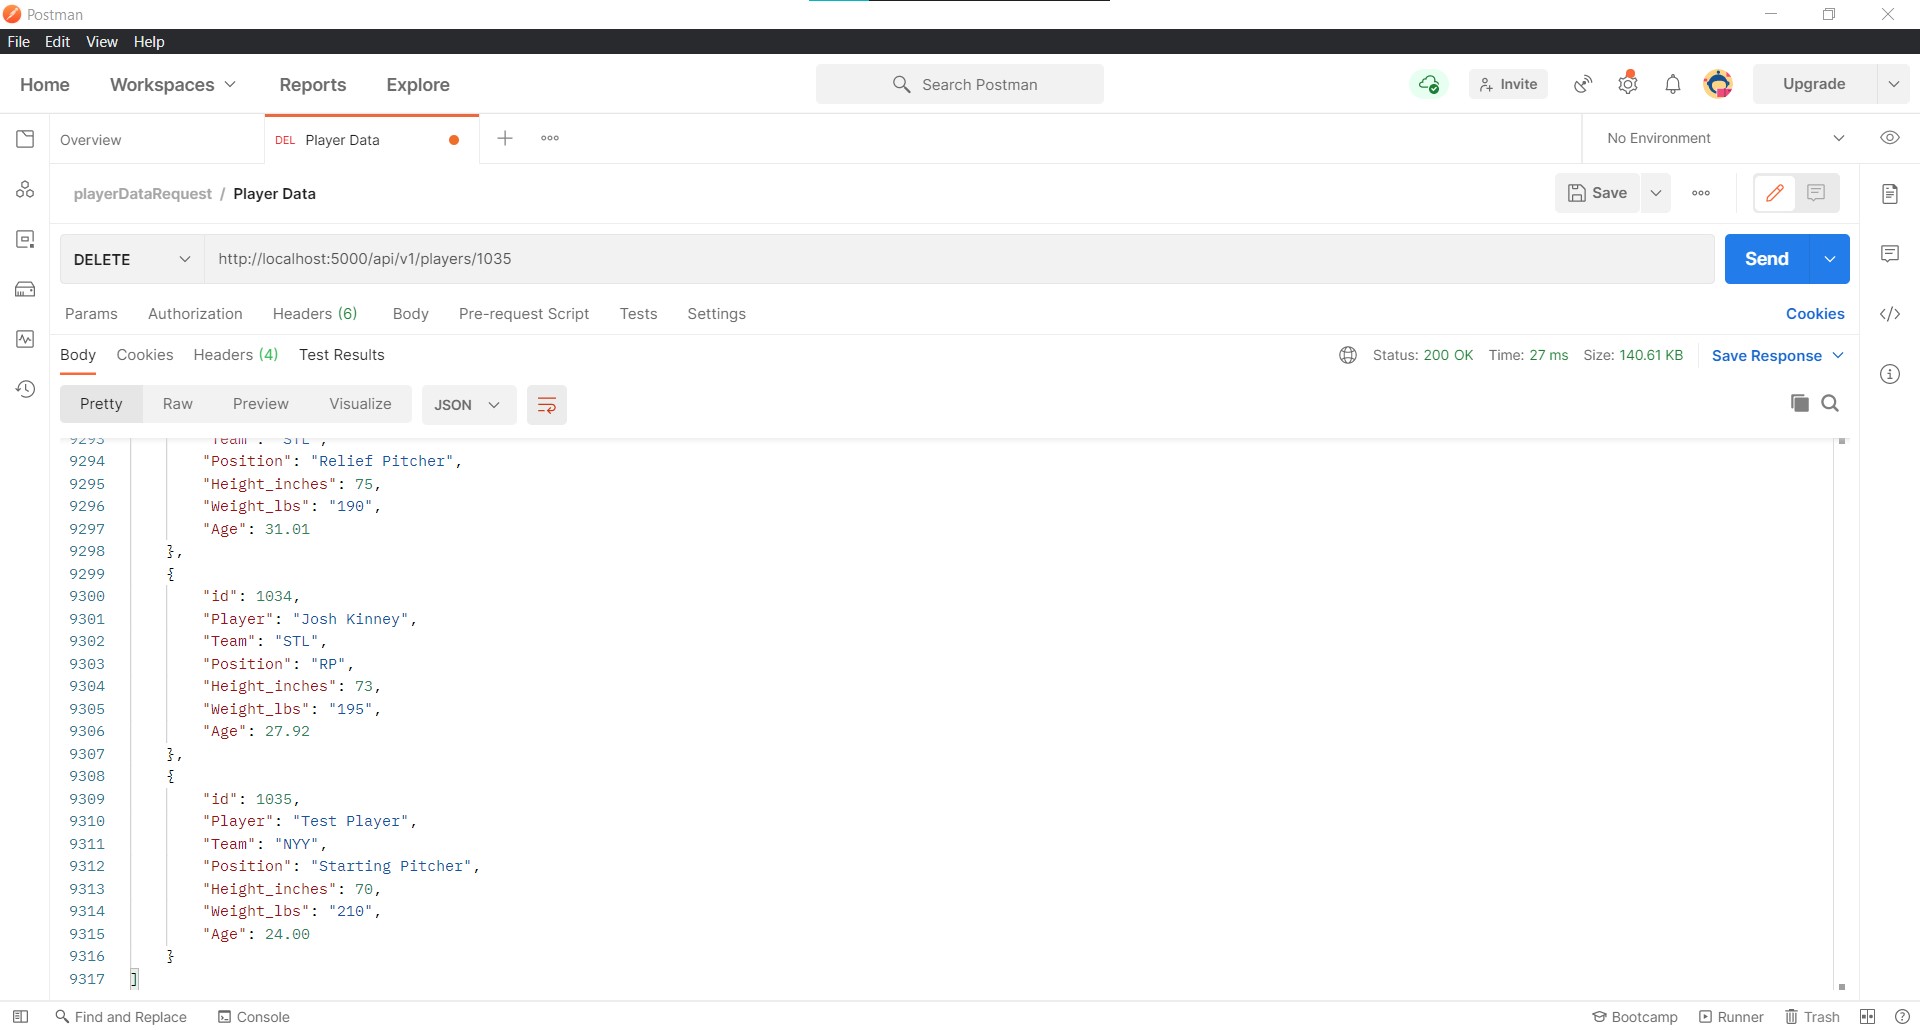 Postman
File Edit View Help
Home Workspaces Reports Explore Search Postman Invite Upgrade
Overview DEL Player Data No Environment
playerDataRequest / Player Data Save
DELETE http://localhost:5000/api/v1/players/1035 Send
Params Authorization Headers (6) Body Pre-request Script Tests Settings Cookies
Body Cookies Headers (4) Test Results Status: 200 OK Time: 27 ms Size: 140.61 KB Save Response
Pretty Raw Preview Visualize JSON
9293 "Team": "STL",
9294 "Position": "Relief Pitcher",
9295 "Height_inches": 75,
9296 "Weight_lbs": "190",
9297 "Age": 31.01
9298 },
9299 {
9300 "id": 1034,
9301 "Player": "Josh Kinney",
9302 "Team": "STL",
9303 "Position": "RP",
9304 "Height_inches": 73,
9305 "Weight_lbs": "195",
9306 "Age": 27.92
9307 },
9308 {
9309 "id": 1035,
9310 "Player": "Test Player",
9311 "Team": "NYY",
9312 "Position": "Starting Pitcher",
9313 "Height_inches": 70,
9314 "Weight_lbs": "210",
9315 "Age": 24.00
9316 }
9317 ]
Find and Replace Console Bootcamp Runner Trash